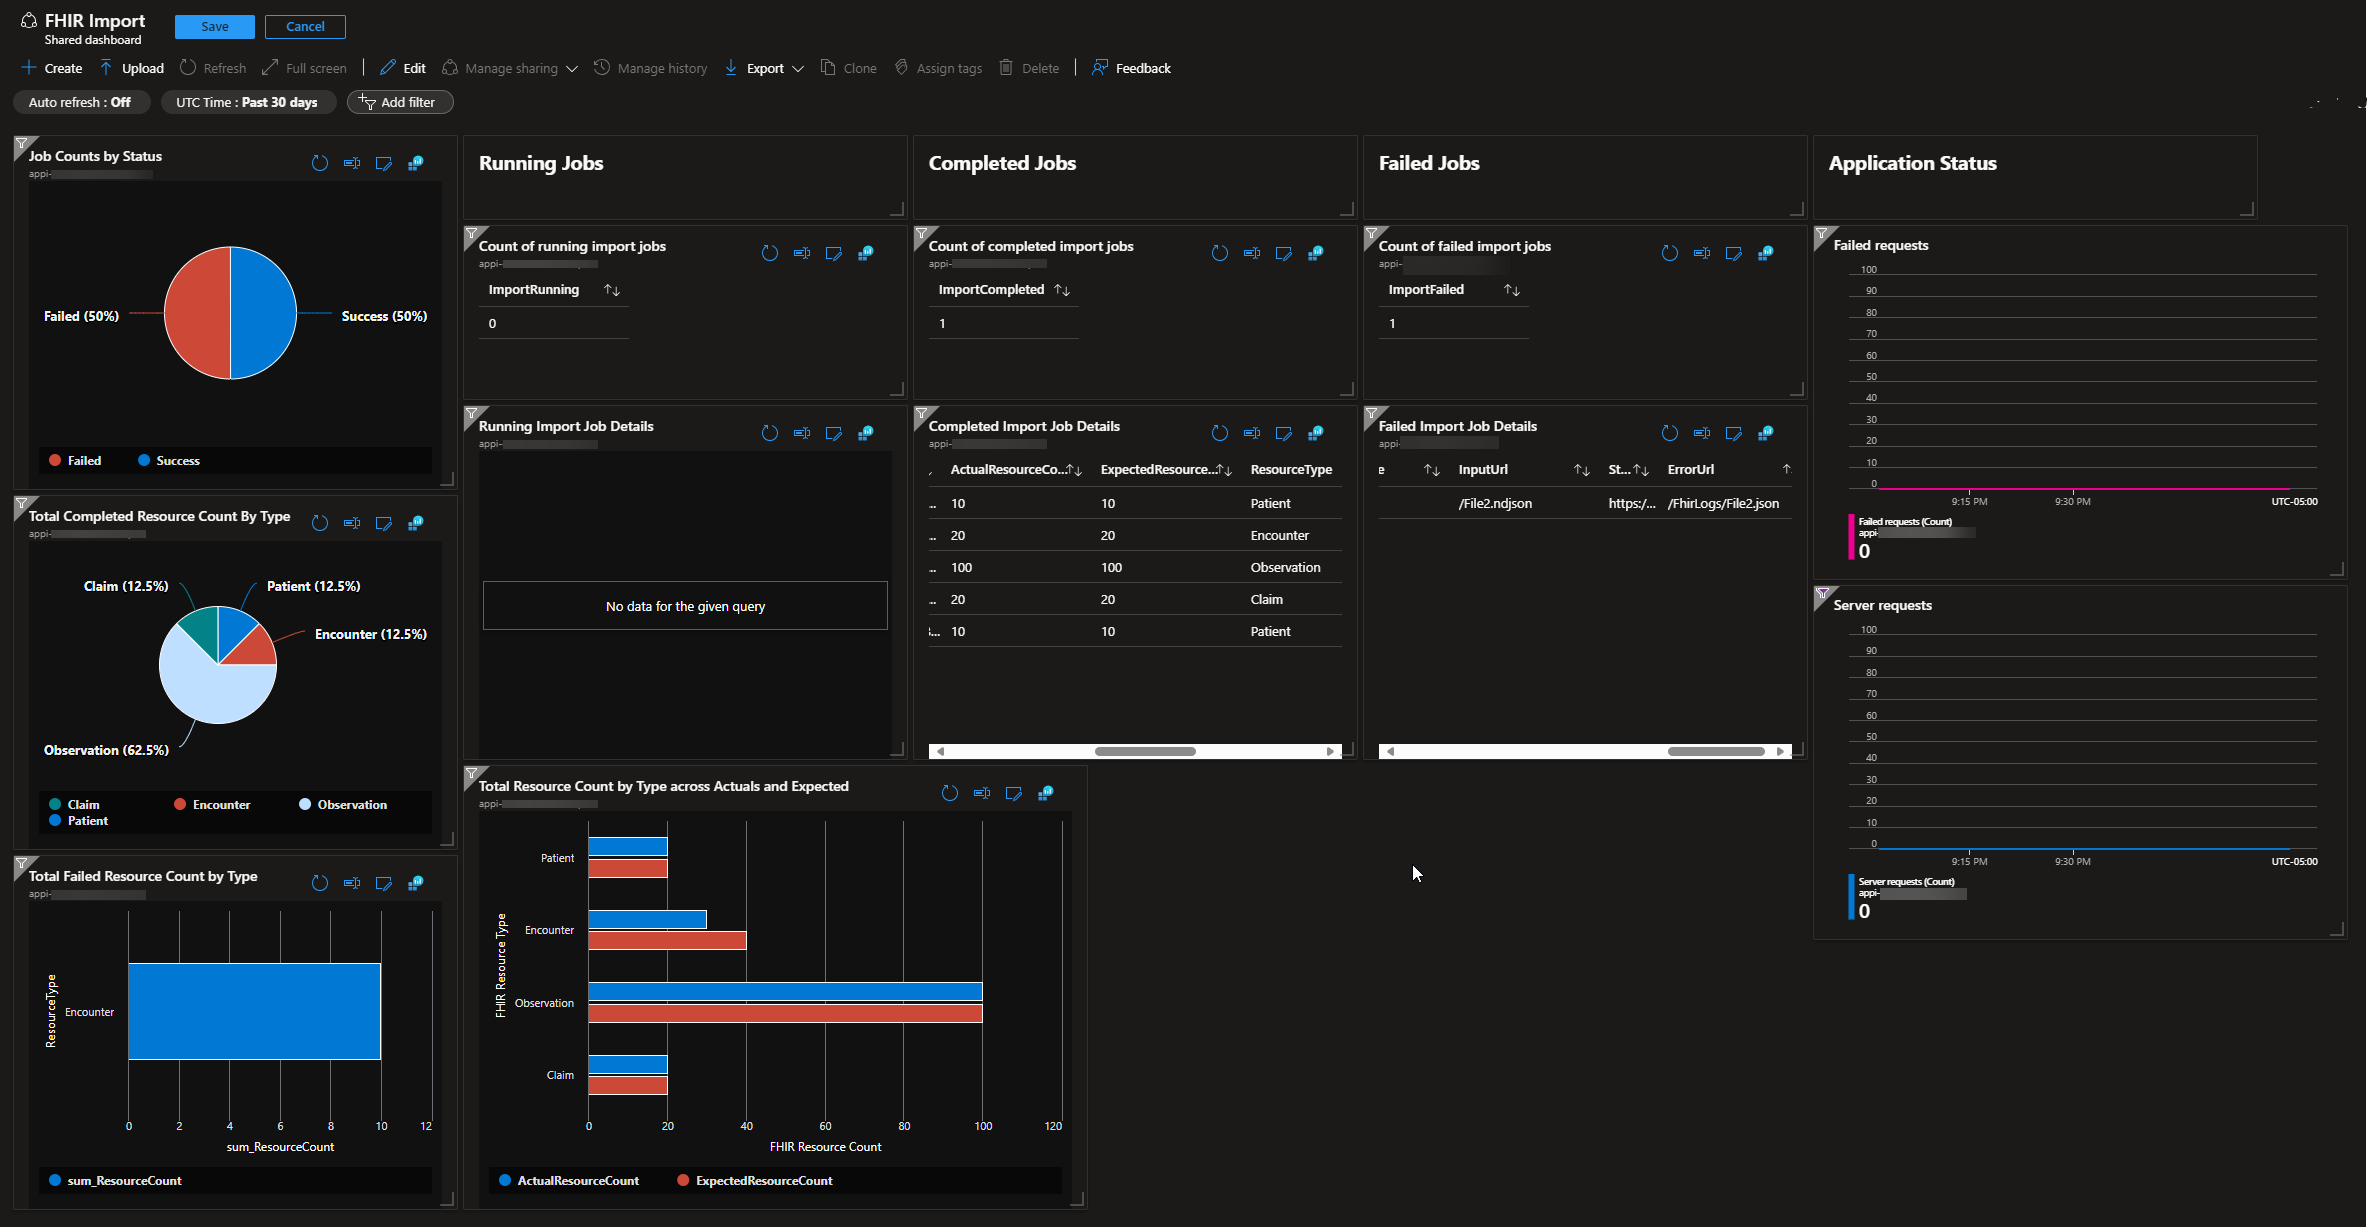 FHIR Import
Shared dashboard
Save
Cancel
Create
Upload
Refresh
Full screen
Edit
Manage sharing
Manage history
Export
Clone
Assign tags
Delete
Feedback
Auto refresh : Off
UTC Time : Past 30 days
Add filter
Job Counts by Status
appi-
Failed (50%)
Success (50%)
Failed
Success
Total Completed Resource Count By Type
appi-
Claim (12.5%)
Patient (12.5%)
Encounter (12.5%)
Observation (62.5%)
Claim
Encounter
Observation
Patient
Total Failed Resource Count by Type
appi-
ResourceType
Encounter
0 2 4 6 8 10 12
sum_ResourceCount
sum_ResourceCount
Running Jobs
Count of running import jobs
appi-
ImportRunning
0
Running Import Job Details
appi-
No data for the given query
Completed Jobs
Count of completed import jobs
appi-
ImportCompleted
1
Completed Import Job Details
appi-
ActualResourceCo... ExpectedResource... ResourceType
... 10 10 Patient
... 20 20 Encounter
... 100 100 Observation
... 20 20 Claim
... 10 10 Patient
Failed Jobs
Count of failed import jobs
appi-
ImportFailed
1
Failed Import Job Details
appi-
e InputUrl St... ErrorUrl
/File2.ndjson https:/... /FhirLogs/File2.json
Total Resource Count by Type across Actuals and Expected
appi-
FHIR Resource Type
Patient
Encounter
Observation
Claim
0 20 40 60 80 100 120
FHIR Resource Count
ActualResourceCount
ExpectedResourceCount
Application Status
Failed requests
100
90
80
70
60
50
40
30
20
10
0
9:15 PM 9:30 PM UTC-05:00
Failed requests (Count)
appi-
0
Server requests
100
90
80
70
60
50
40
30
20
10
0
9:15 PM 9:30 PM UTC-05:00
Server requests (Count)
appi-
0